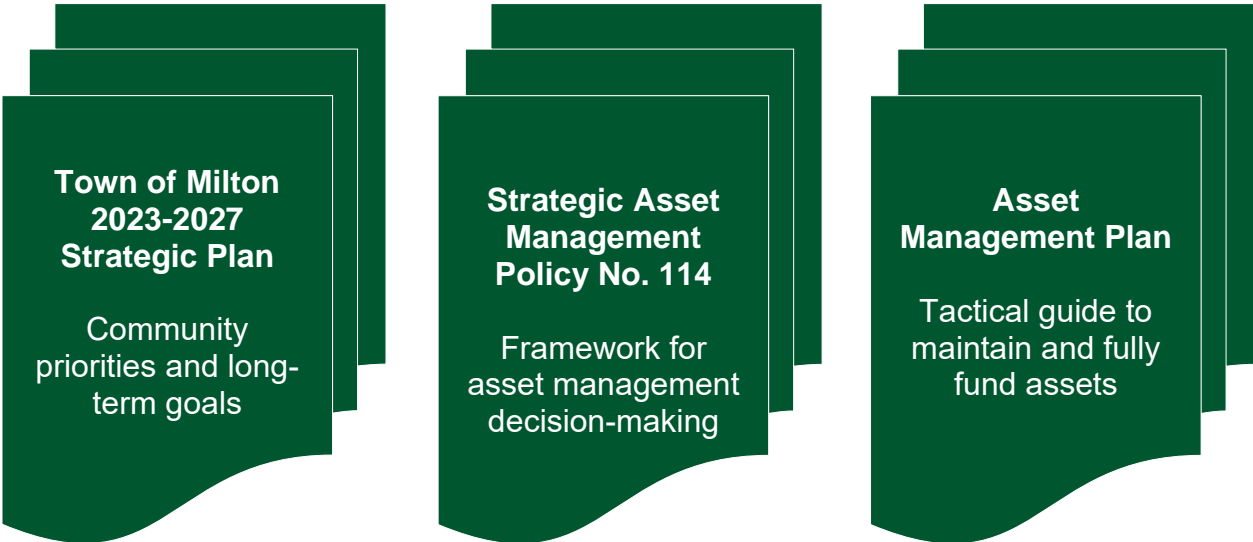 Town of Milton
2023-2027
Strategic Plan
Community
priorities and long-
term goals
Strategic Asset
Management
Policy No. 114
Framework for
asset management
decision-making
Asset
Management Plan
Tactical guide to
maintain and fully
fund assets